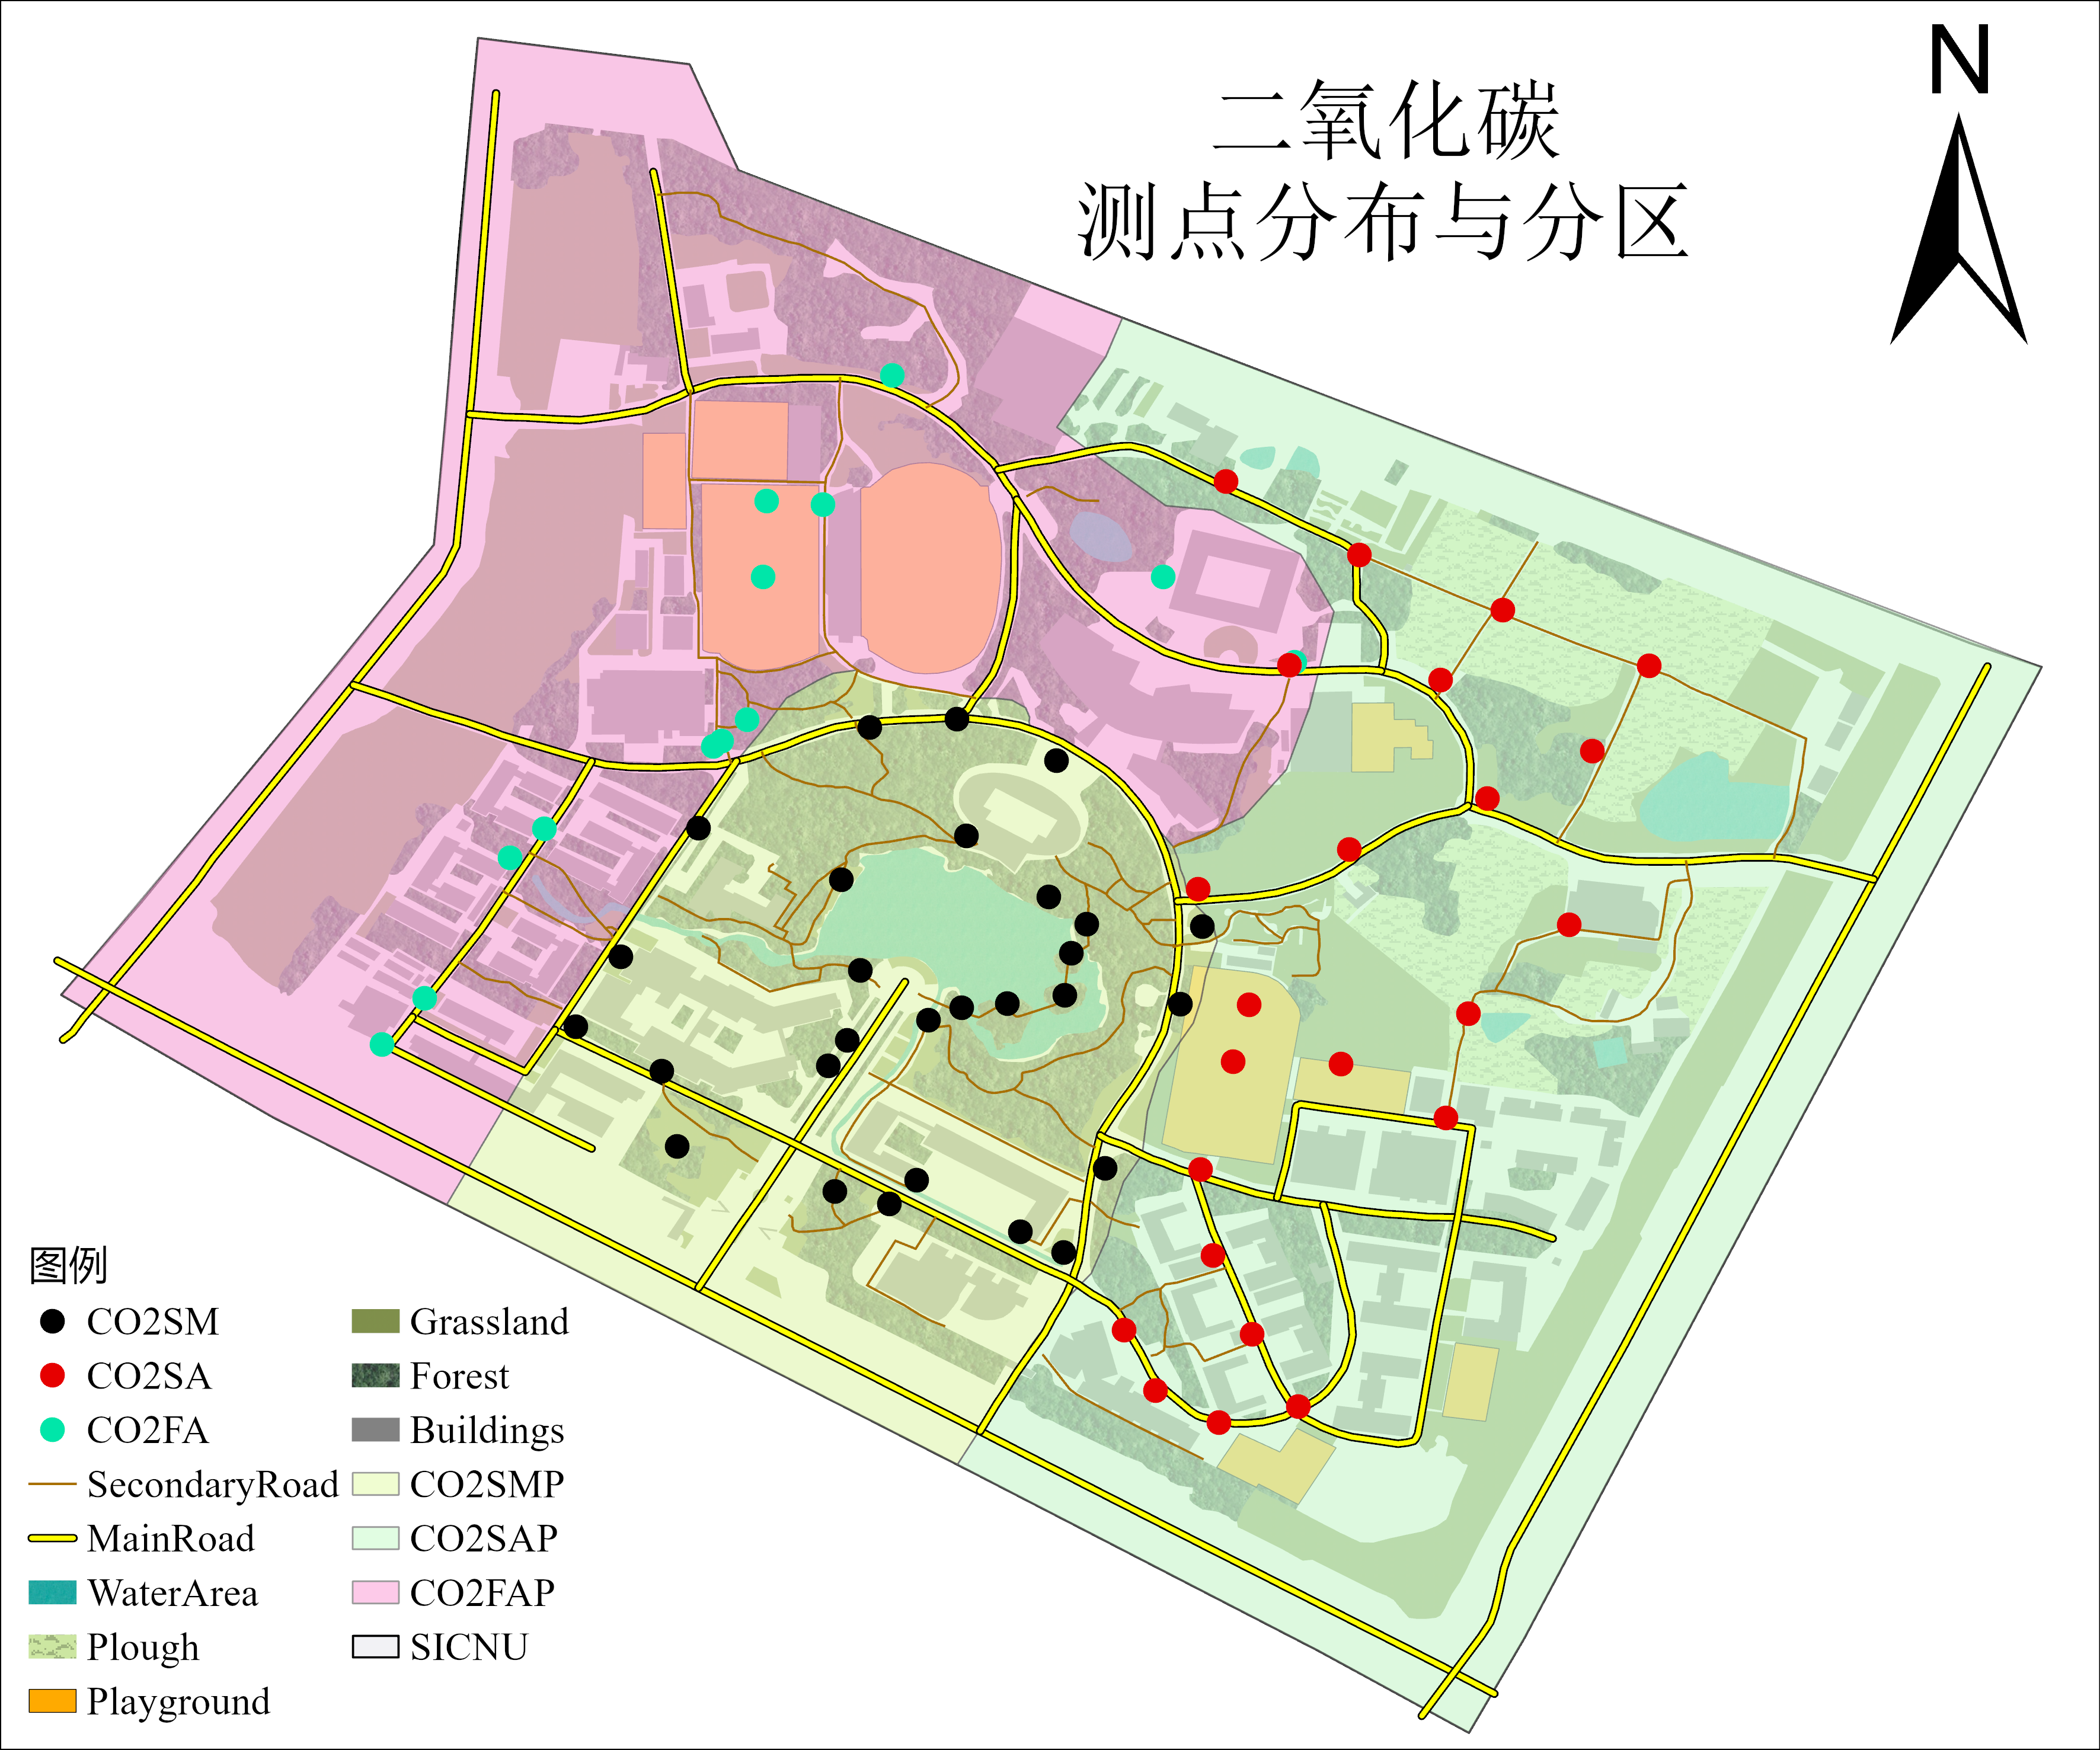 N
二氧化碳
测点分布与分区
图例
CO2SM
CO2SA
CO2FA
SecondaryRoad
MainRoad
WaterArea
Plough
Playground
Grassland
Forest
Buildings
CO2SMP
CO2SAP
CO2FAP
SICNU